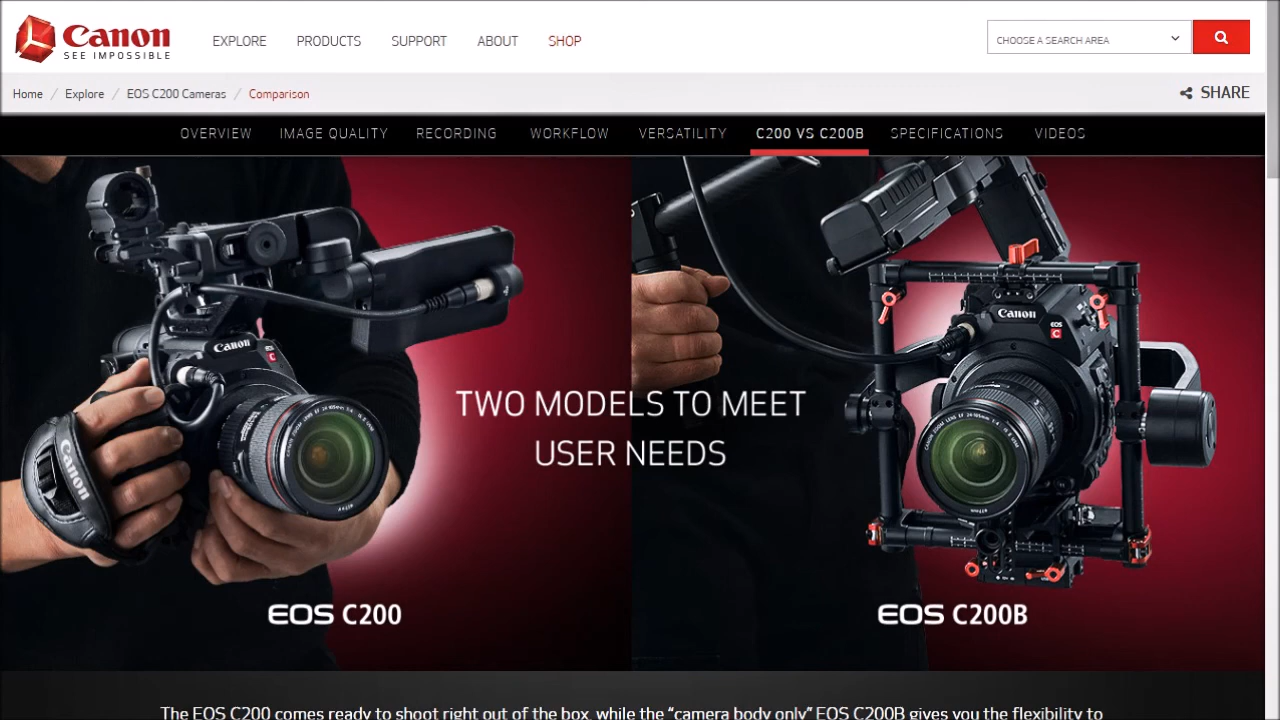 Canon
SEE IMPOSSIBLE
EXPLORE PRODUCTS SUPPORT ABOUT SHOP
CHOOSE A SEARCH AREA
Home / Explore / EOS C200 Cameras / Comparison
SHARE
OVERVIEW IMAGE QUALITY RECORDING WORKFLOW VERSATILITY C200 VS C200B SPECIFICATIONS VIDEOS
Canon
EOS
C
Canon
EOS
C
Canon
TWO MODELS TO MEET
USER NEEDS
EOS C200
EOS C200B
The EOS C200 comes ready to shoot right out of the box, while the “camera body only” EOS C200B gives you the flexibility to